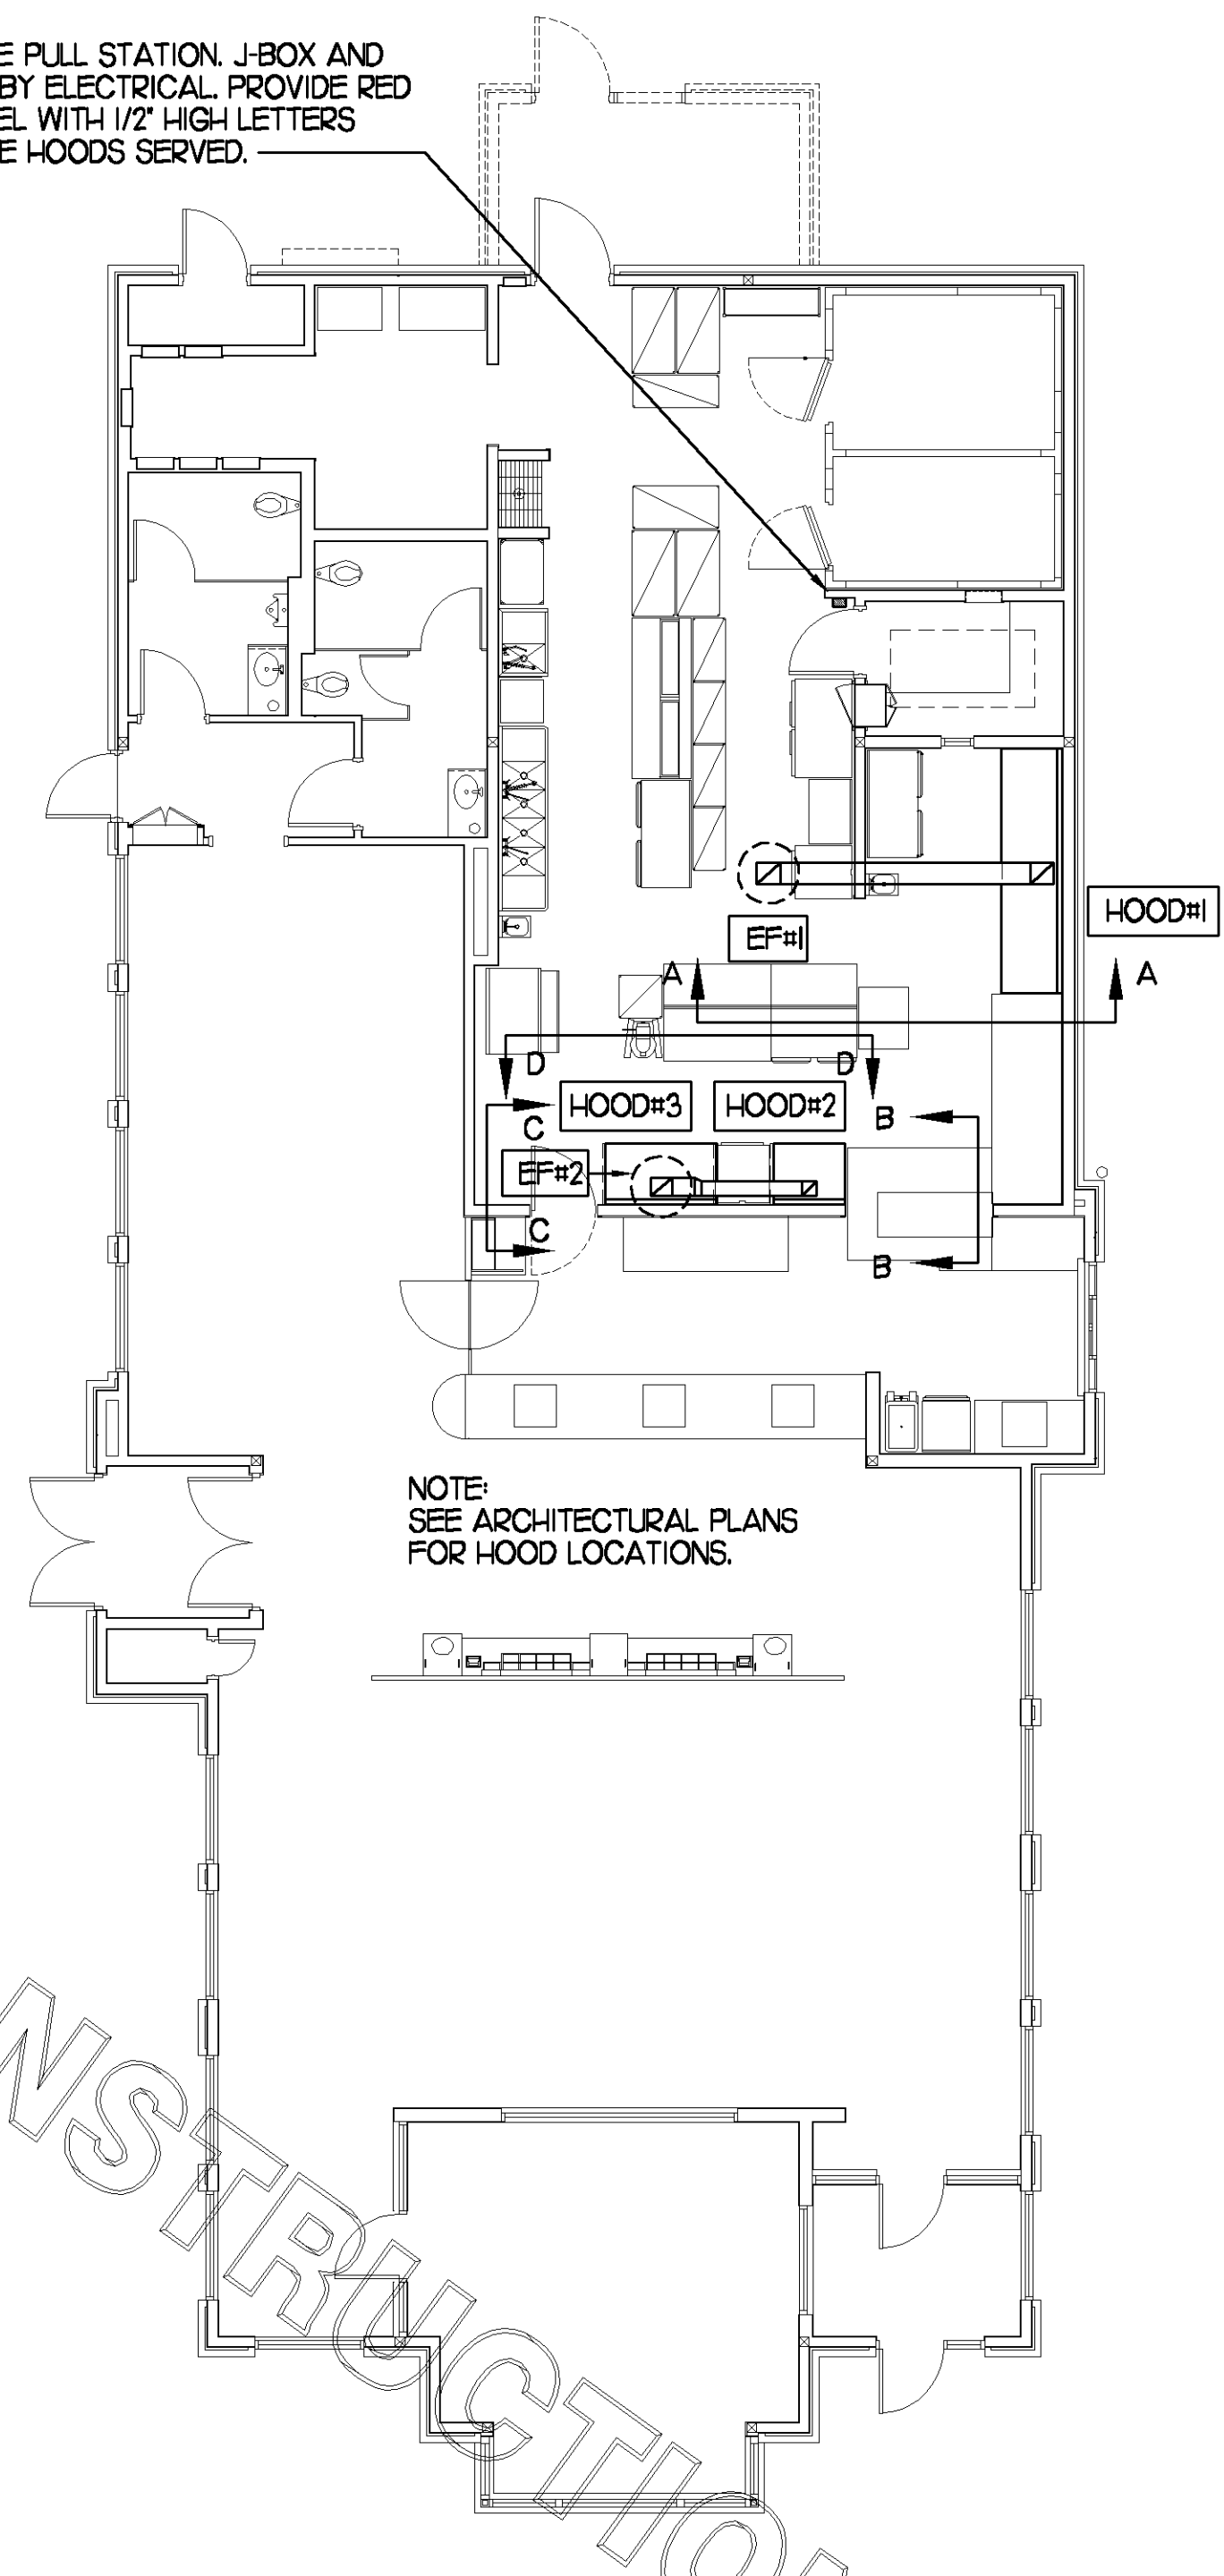 E PULL STATION. J-BOX AND
BY ELECTRICAL. PROVIDE RED
EL WITH 1/2" HIGH LETTERS
E HOODS SERVED.
HOOD#1
EF#1
A
A
D
D
HOOD#3
HOOD#2
B
C
EF#2
C
B
NOTE:
SEE ARCHITECTURAL PLANS
FOR HOOD LOCATIONS.
NSTRUCTION